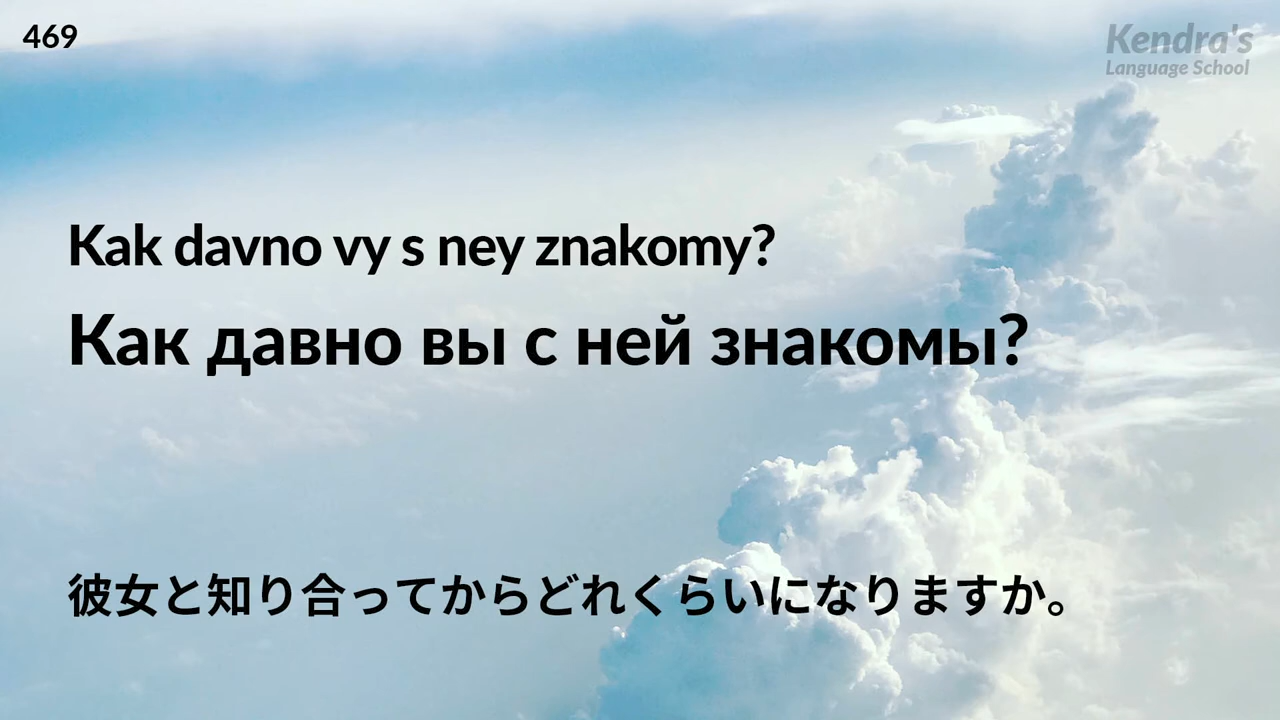 469
Kendra's
Language School
Kak davno vy s ney znakomy?
Как давно вы с ней знакомы?
彼女と知り合ってからどれくらいになりますか。